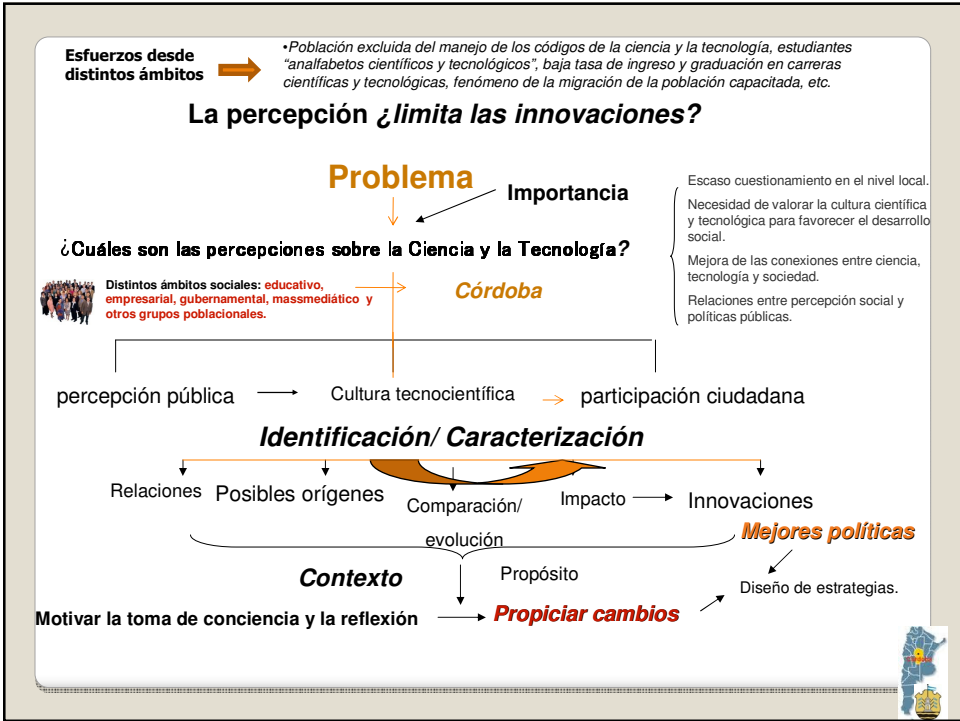 Esfuerzos desde
distintos ámbitos
•Población excluida del manejo de los códigos de la ciencia y la tecnología, estudiantes
“analfabetos científicos y tecnológicos”, baja tasa de ingreso y graduación en carreras
científicas y tecnológicas, fenómeno de la migración de la población capacitada, etc.
La percepción ¿limita las innovaciones?
Problema
Importancia
¿Cuáles son las percepciones sobre la Ciencia y la Tecnología?
Escaso cuestionamiento en el nivel local.
Necesidad de valorar la cultura científica
y tecnológica para favorecer el desarrollo
social.
Mejora de las conexiones entre ciencia,
tecnología y sociedad.
Relaciones entre percepción social y
políticas públicas.
Distintos ámbitos sociales: educativo,
empresarial, gubernamental, massmediático y
otros grupos poblacionales.
Córdoba
percepción pública
Cultura tecnocientífica
participación ciudadana
Identificación/ Caracterización
Relaciones
Posibles orígenes
Comparación/
evolución
Impacto
Innovaciones
Mejores políticas
Contexto
Propósito
Diseño de estrategias.
Motivar la toma de conciencia y la reflexión
Propiciar cambios